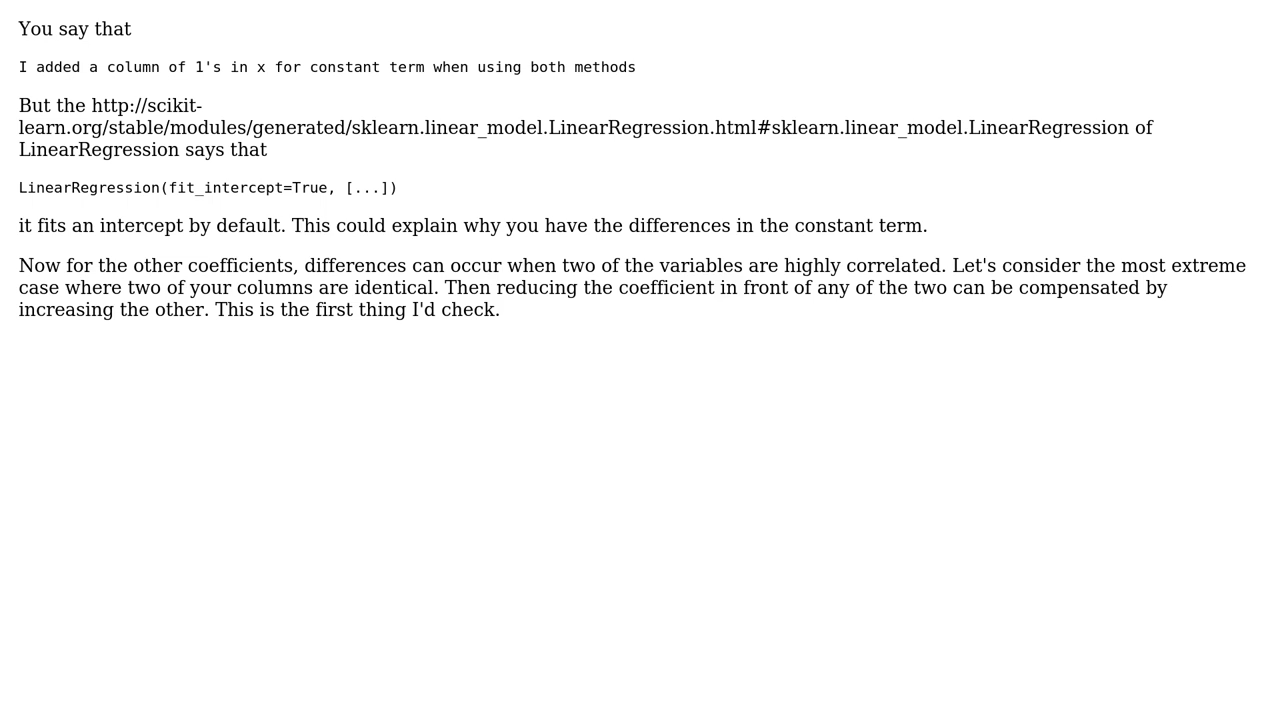 You say that
I added a column of 1's in x for constant term when using both methods
But the http://scikit-
learn.org/stable/modules/generated/sklearn.linear_model.LinearRegression.html#sklearn.linear_model.LinearRegression of
LinearRegression says that
LinearRegression(fit_intercept=True, [...])
it fits an intercept by default. This could explain why you have the differences in the constant term.
Now for the other coefficients, differences can occur when two of the variables are highly correlated. Let's consider the most extreme
case where two of your columns are identical. Then reducing the coefficient in front of any of the two can be compensated by
increasing the other. This is the first thing I'd check.